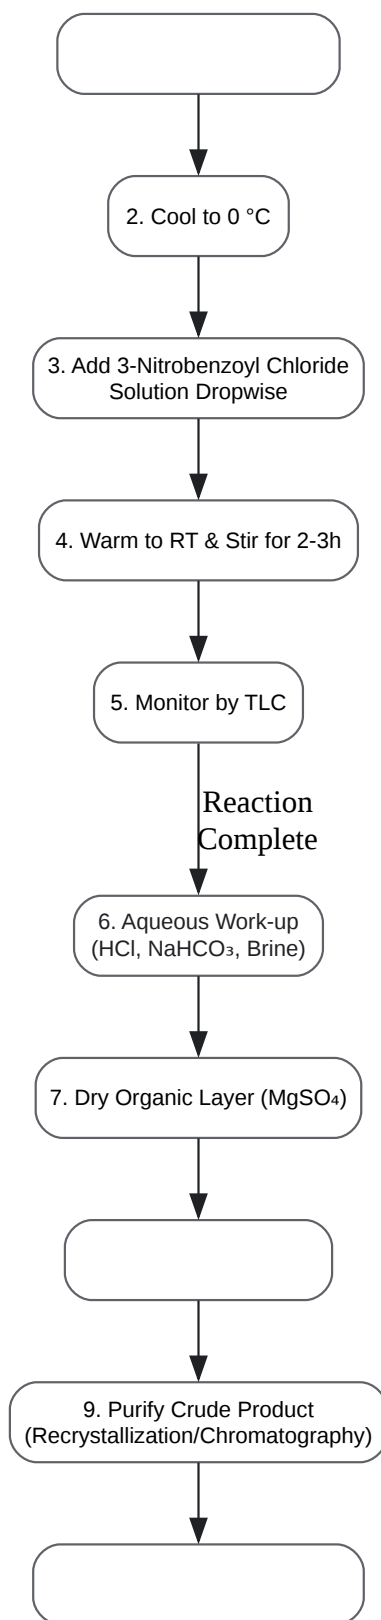 2. Cool to 0 °C
3. Add 3-Nitrobenzoyl Chloride
Solution Dropwise
4. Warm to RT & Stir for 2-3h
5. Monitor by TLC
Reaction
Complete
6. Aqueous Work-up
(HCl, NaHCO₃, Brine)
7. Dry Organic Layer (MgSO₄)
9. Purify Crude Product
(Recrystallization/Chromatography)